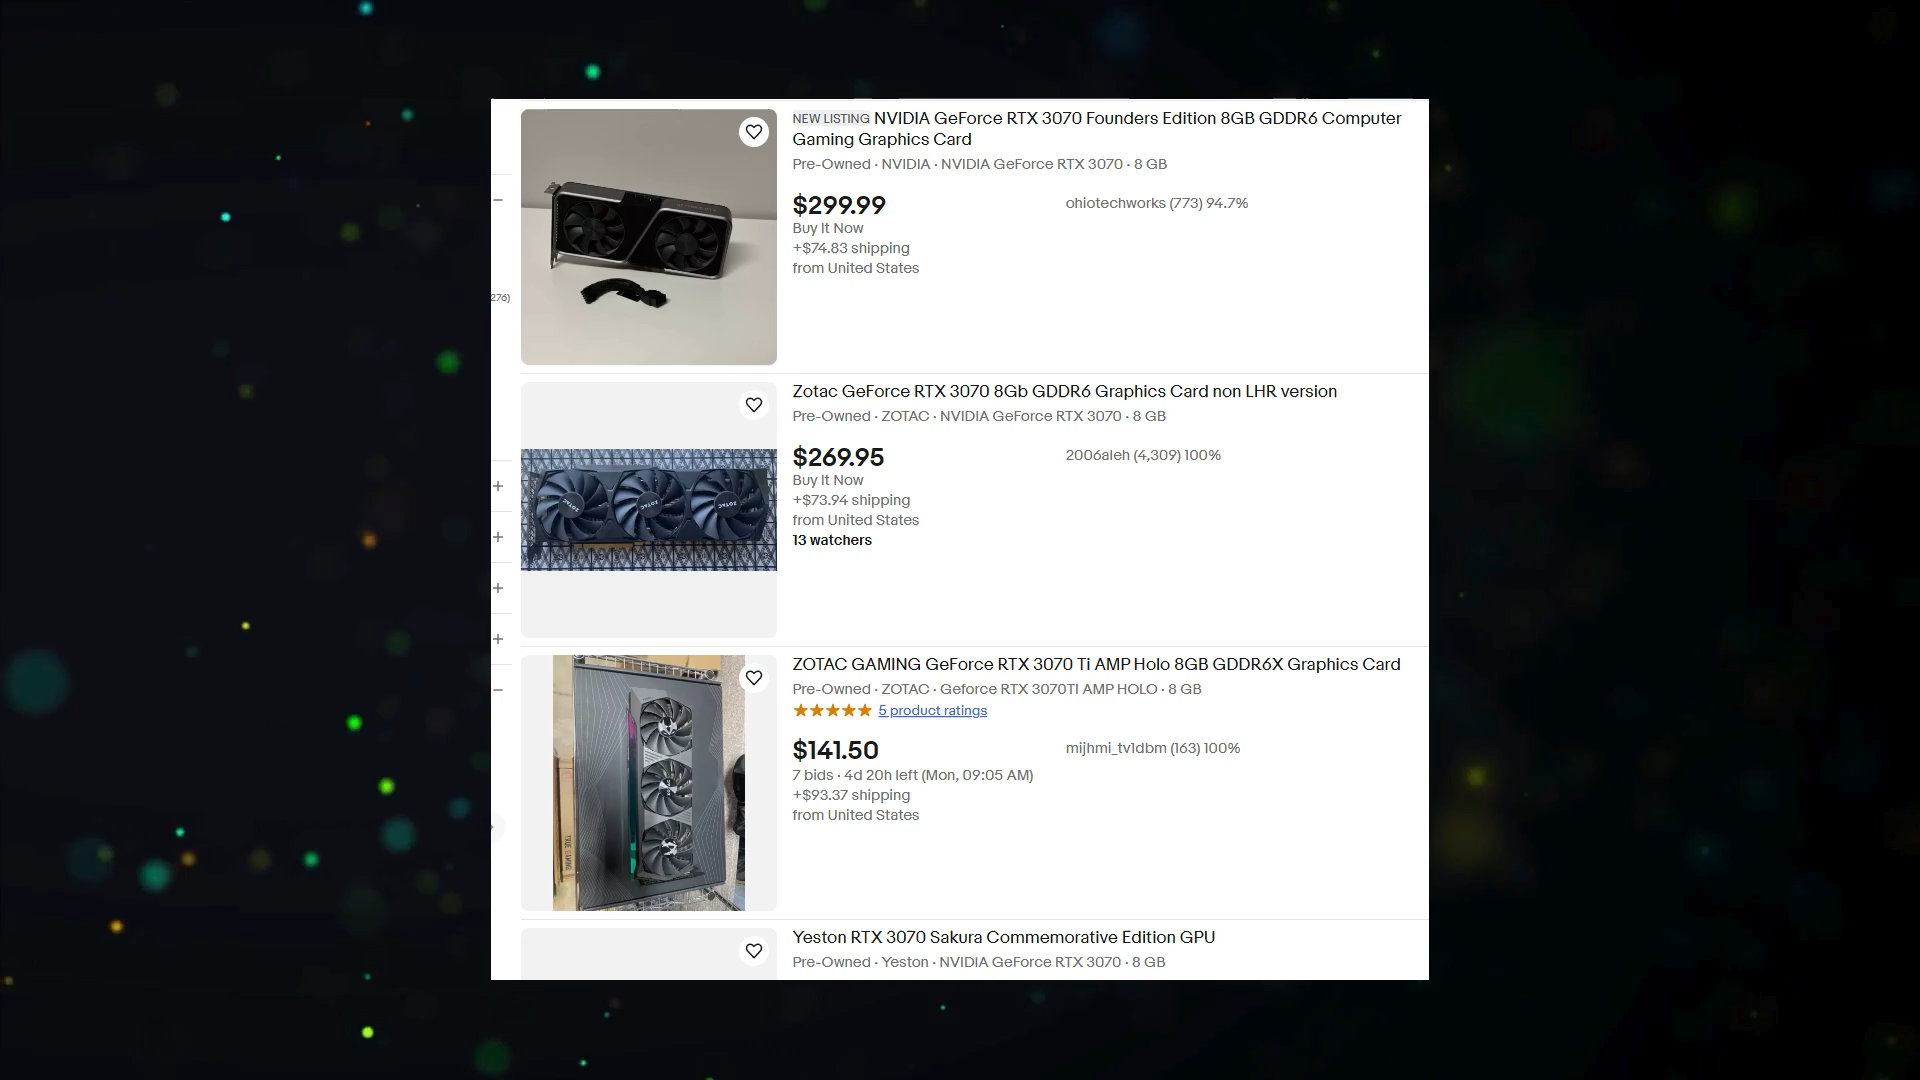 NEW LISTING NVIDIA GeForce RTX 3070 Founders Edition 8GB GDDR6 Computer
Gaming Graphics Card
Pre-Owned · NVIDIA · NVIDIA GeForce RTX 3070 · 8 GB
$299.99
ohiotechworks (773) 94.7%
Buy It Now
+$74.83 shipping
from United States
276)
Zotac GeForce RTX 3070 8Gb GDDR6 Graphics Card non LHR version
Pre-Owned · ZOTAC · NVIDIA GeForce RTX 3070 · 8 GB
$269.95
2006aleh (4,309) 100%
Buy It Now
+$73.94 shipping
from United States
13 watchers
ZOTAC
ZOTAC
ZOTAC
ZOTAC GAMING GeForce RTX 3070 Ti AMP Holo 8GB GDDR6X Graphics Card
Pre-Owned · ZOTAC · Geforce RTX 3070TI AMP HOLO · 8 GB
5 product ratings
$141.50
mijhmi_tv1dbm (163) 100%
7 bids · 4d 20h left (Mon, 09:05 AM)
+$93.37 shipping
from United States
Yeston RTX 3070 Sakura Commemorative Edition GPU
Pre-Owned · Yeston · NVIDIA GeForce RTX 3070 · 8 GB